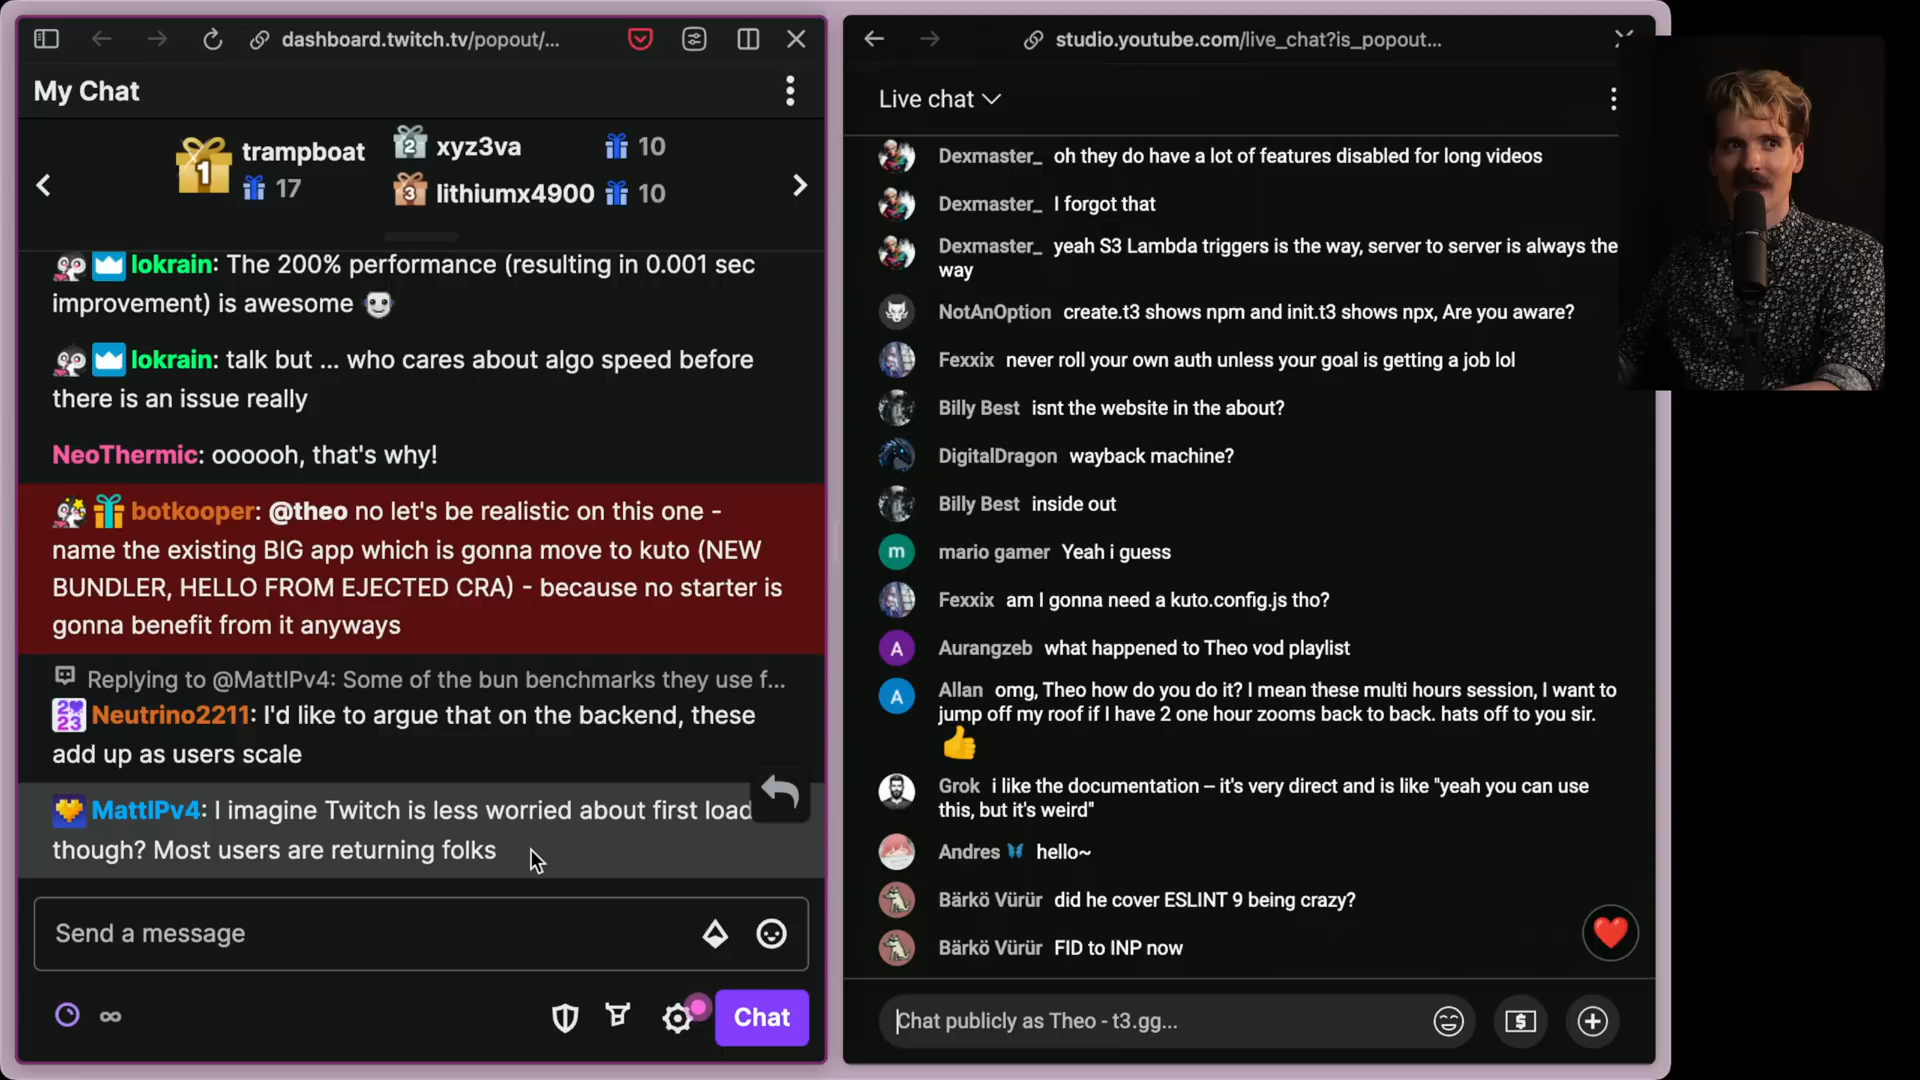 dashboard.twitch.tv/popout/...
My Chat
1 trampboat 17
2 xyz3va 10
3 lithiumx4900 10
lokrain: The 200% performance (resulting in 0.001 sec
improvement) is awesome
lokrain: talk but ... who cares about algo speed before
there is an issue really
NeoThermic: oooooh, that's why!
botkooper: @theo no let's be realistic on this one -
name the existing BIG app which is gonna move to kuto (NEW
BUNDLER, HELLO FROM EJECTED CRA) - because no starter is
gonna benefit from it anyways
Replying to @MattIPv4: Some of the bun benchmarks they use f...
2023 Neutrino2211: I'd like to argue that on the backend, these
add up as users scale
MattIPv4: I imagine Twitch is less worried about first load
though? Most users are returning folks
Send a message
Chat
studio.youtube.com/live_chat?is_popout...
Live chat
Dexmaster_ oh they do have a lot of features disabled for long videos
Dexmaster_ I forgot that
Dexmaster_ yeah S3 Lambda triggers is the way, server to server is always the
way
NotAnOption create.t3 shows npm and init.t3 shows npx, Are you aware?
Fexxix never roll your own auth unless your goal is getting a job lol
Billy Best isnt the website in the about?
DigitalDragon wayback machine?
Billy Best inside out
m mario gamer Yeah i guess
Fexxix am I gonna need a kuto.config.js tho?
A Aurangzeb what happened to Theo vod playlist
A Allan omg, Theo how do you do it? I mean these multi hours session, I want to
jump off my roof if I have 2 one hour zooms back to back. hats off to you sir.
Grok i like the documentation -- it's very direct and is like "yeah you can use
this, but it's weird"
Andres hello~
Bärkö Vürür did he cover ESLINT 9 being crazy?
Bärkö Vürür FID to INP now
Chat publicly as Theo - t3.gg...